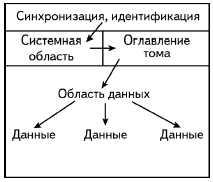 Синхронизация, идентификация
Системная Оглавление
область тома
Область данных
Данные Данные Данные